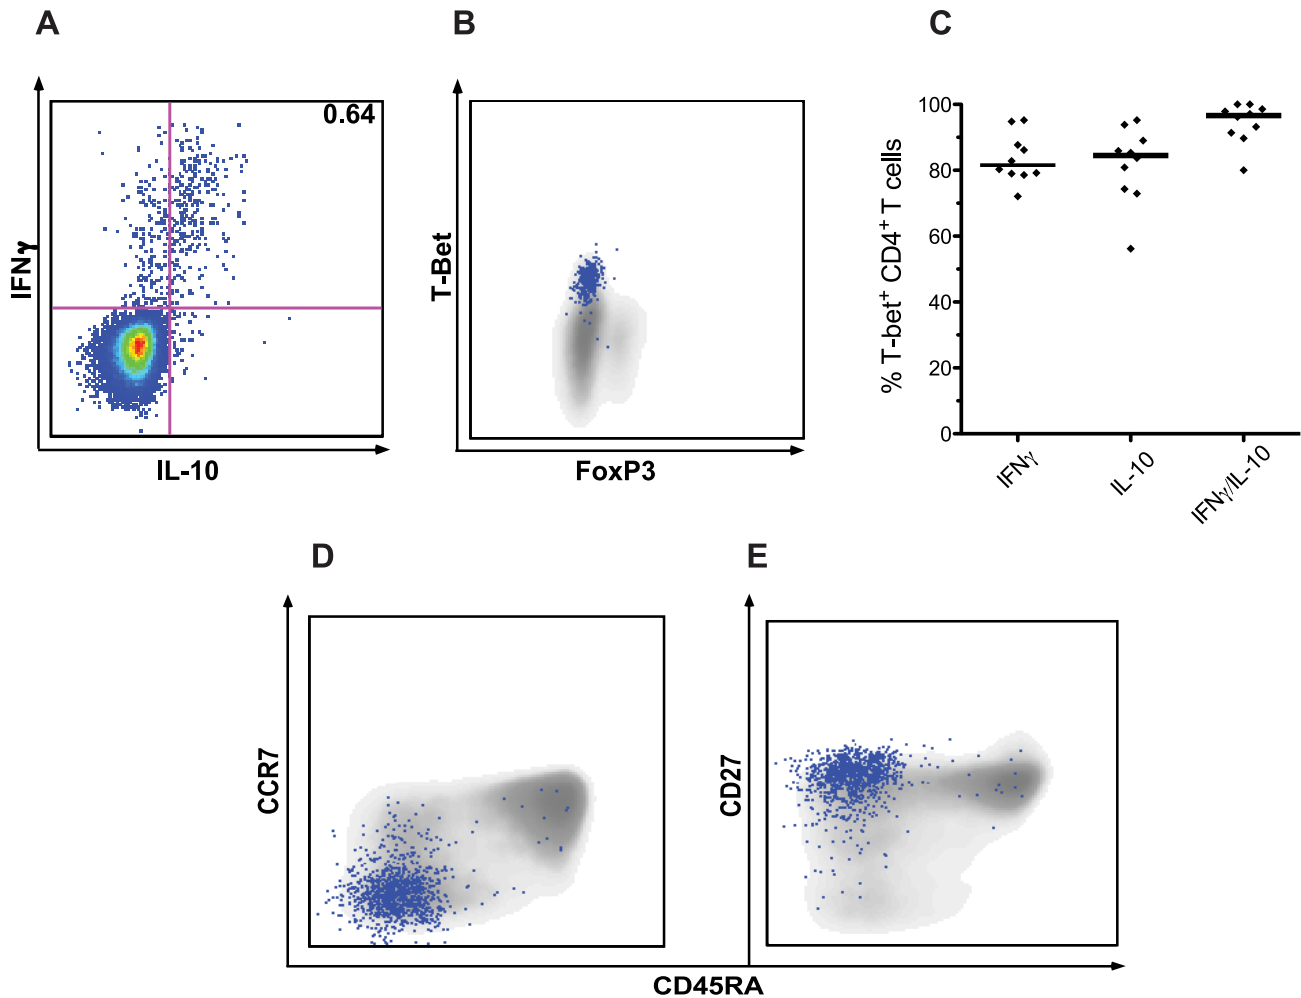 A
B
C
0.64
IFNγ
IL-10
T-Bet
FoxP3
% T-bet⁺ CD4⁺ T cells
100
80
60
40
20
0
IFNγ
IL-10
IFNγ/IL-10
D
E
CCR7
CD27
CD45RA